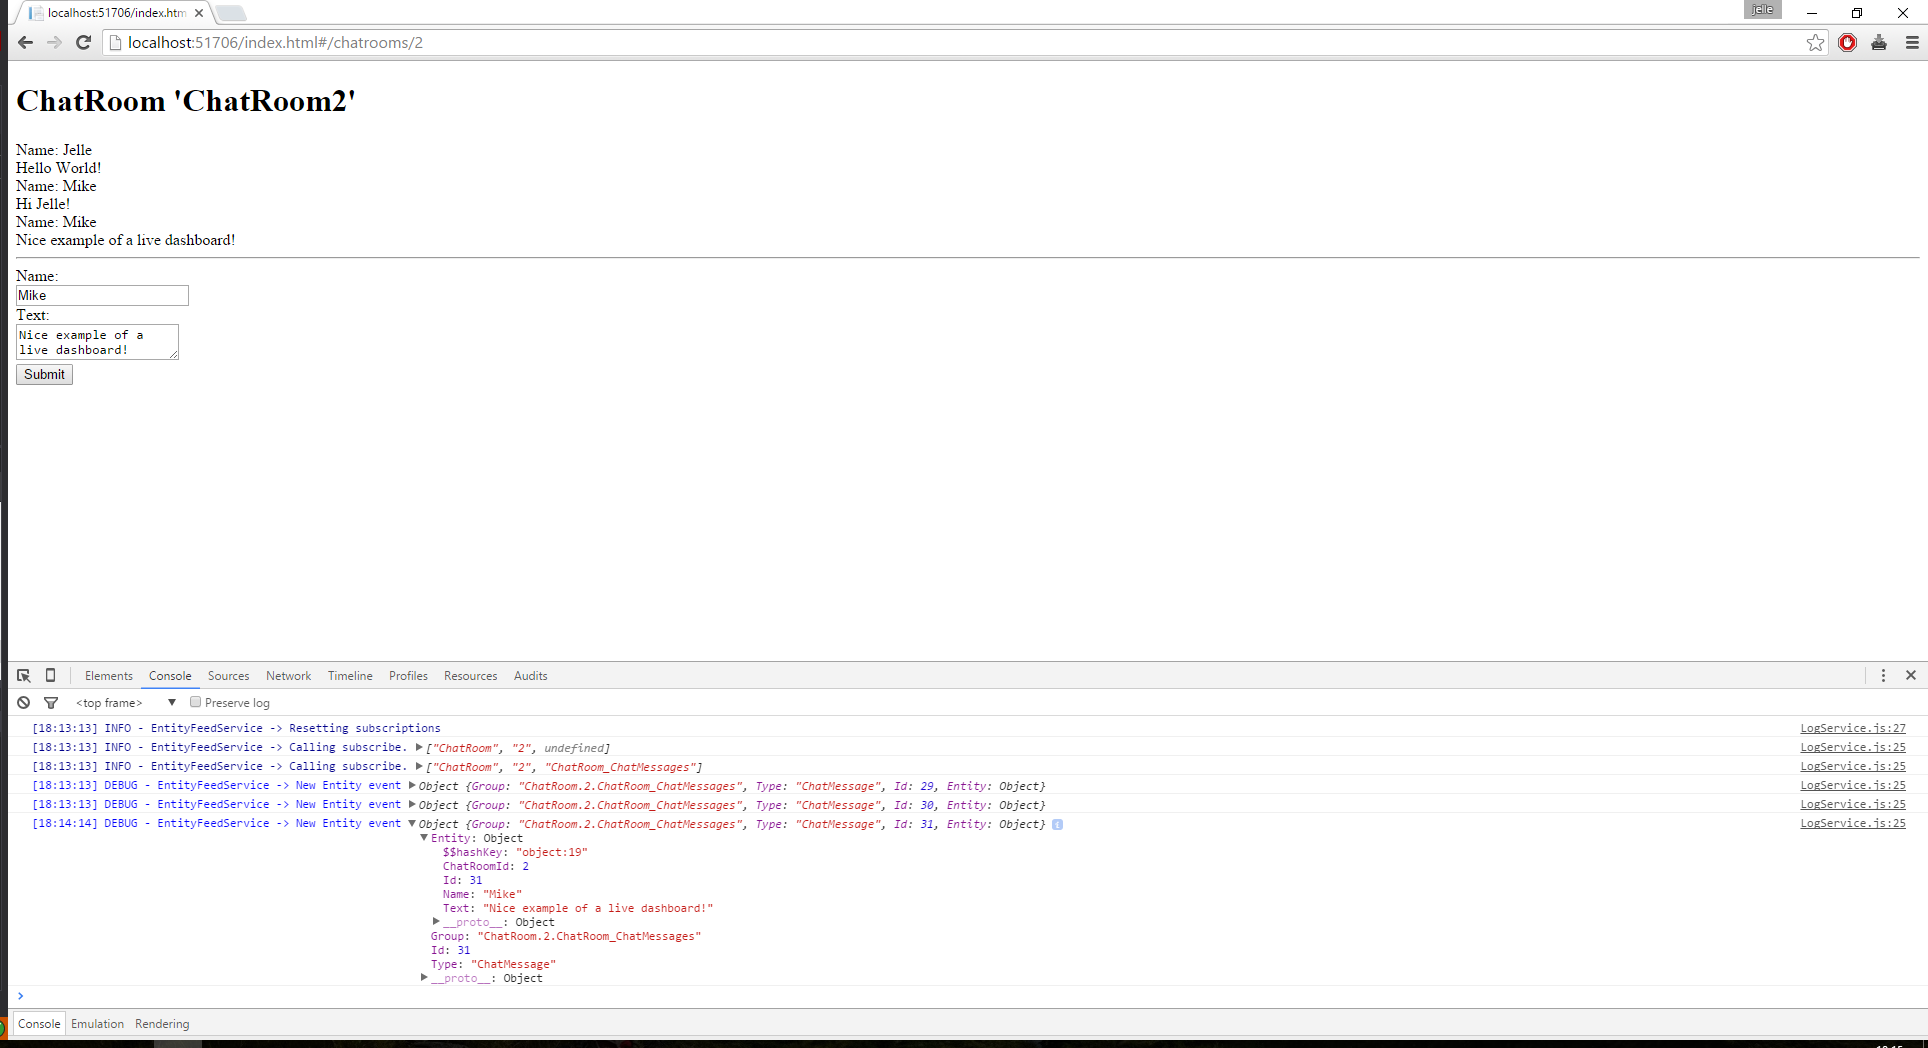 localhost:51706/index.htm
jelle
localhost:51706/index.html#/chatrooms/2
ChatRoom 'ChatRoom2'
Name: Jelle
Hello World!
Name: Mike
Hi Jelle!
Name: Mike
Nice example of a live dashboard!
Name:
Mike
Text:
Nice example of a
live dashboard!
Submit
Elements Console Sources Network Timeline Profiles Resources Audits
<top frame> Preserve log
[18:13:13] INFO - EntityFeedService -> Resetting subscriptions LogService.js:27
[18:13:13] INFO - EntityFeedService -> Calling subscribe. ["ChatRoom", "2", undefined] LogService.js:25
[18:13:13] INFO - EntityFeedService -> Calling subscribe. ["ChatRoom", "2", "ChatRoom_ChatMessages"] LogService.js:25
[18:13:13] DEBUG - EntityFeedService -> New Entity event Object {Group: "ChatRoom.2.ChatRoom_ChatMessages", Type: "ChatMessage", Id: 29, Entity: Object} LogService.js:25
[18:13:13] DEBUG - EntityFeedService -> New Entity event Object {Group: "ChatRoom.2.ChatRoom_ChatMessages", Type: "ChatMessage", Id: 30, Entity: Object} LogService.js:25
[18:14:14] DEBUG - EntityFeedService -> New Entity event Object {Group: "ChatRoom.2.ChatRoom_ChatMessages", Type: "ChatMessage", Id: 31, Entity: Object} LogService.js:25
Entity: Object
$$hashKey: "object:19"
ChatRoomId: 2
Id: 31
Name: "Mike"
Text: "Nice example of a live dashboard!"
__proto__: Object
Group: "ChatRoom.2.ChatRoom_ChatMessages"
Id: 31
Type: "ChatMessage"
__proto__: Object
Console Emulation Rendering